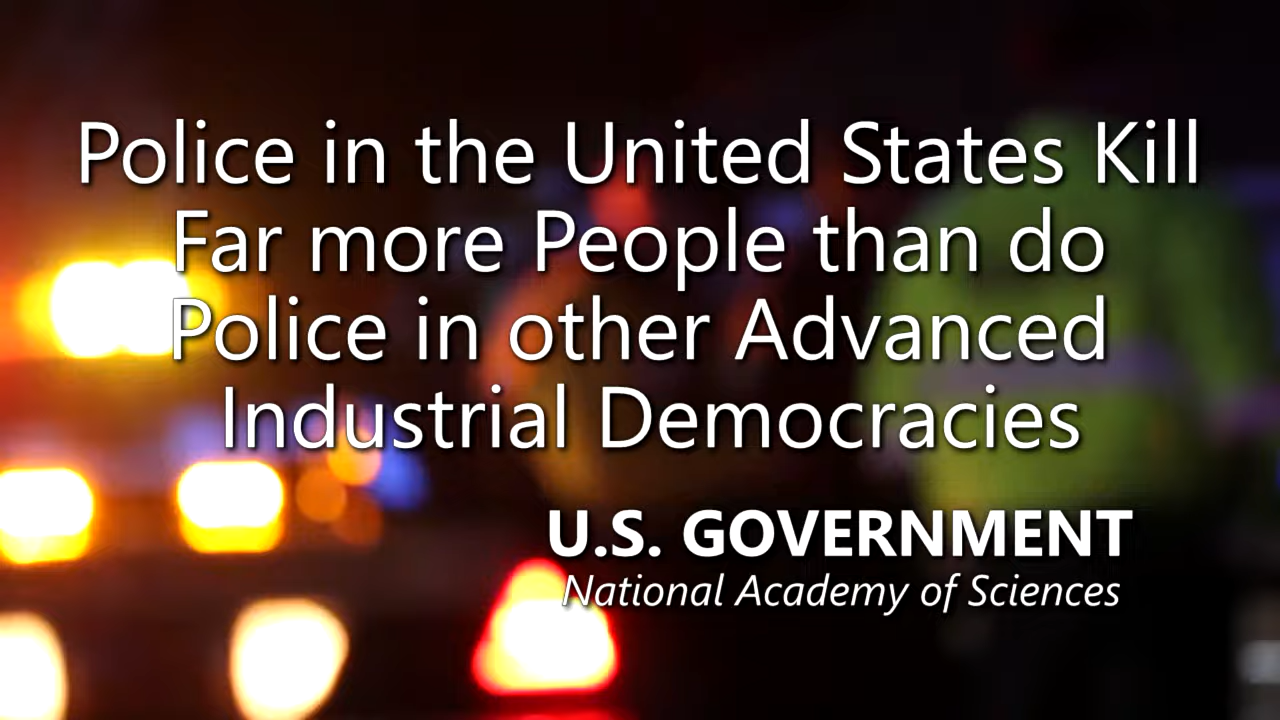 Police in the United States Kill
Far more People than do
Police in other Advanced
Industrial Democracies
U.S. GOVERNMENT
National Academy of Sciences